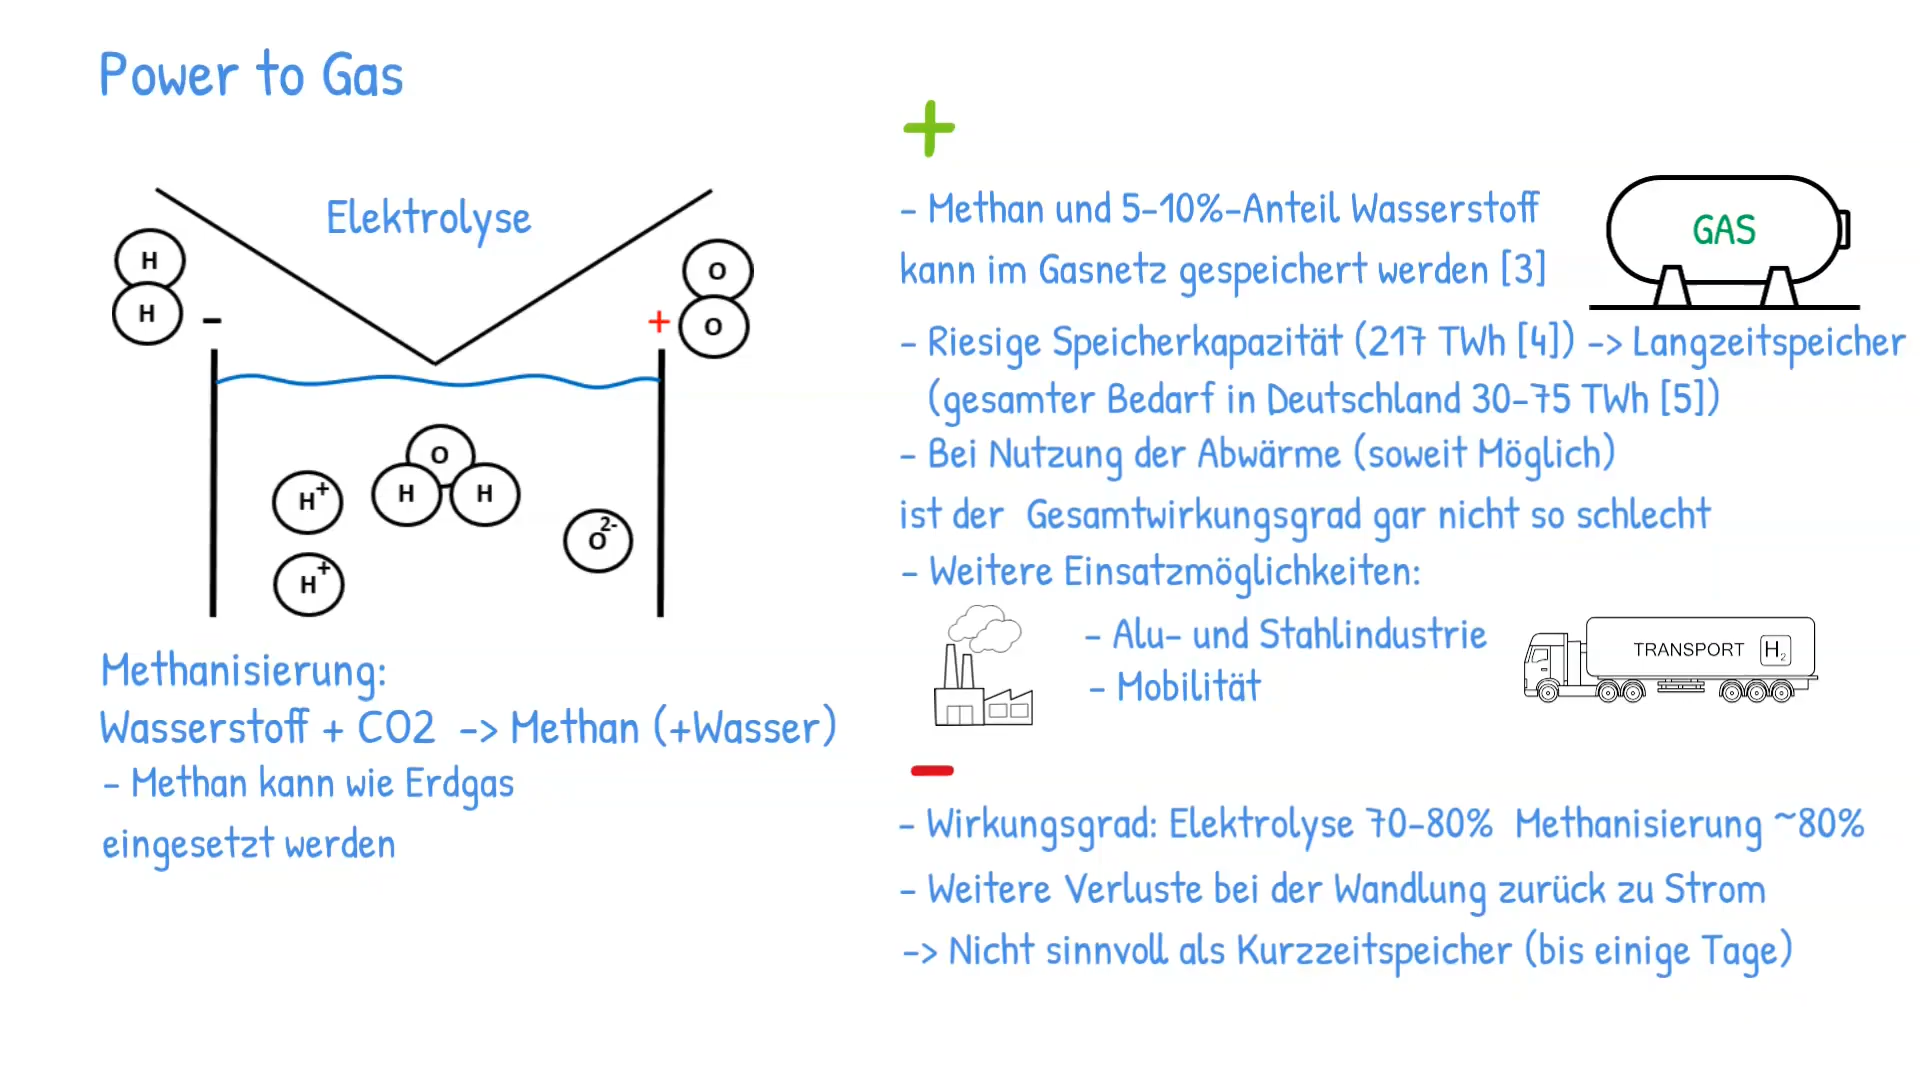 Power to Gas
Elektrolyse
H
H
-
+
O
O
O
H
H
H+
H+
O2-
Methanisierung:
Wasserstoff + CO2 -> Methan (+Wasser)
- Methan kann wie Erdgas
eingesetzt werden
+
- Methan und 5-10%-Anteil Wasserstoff
kann im Gasnetz gespeichert werden [3]
GAS
- Riesige Speicherkapazität (217 TWh [4]) -> Langzeitspeicher
(gesamter Bedarf in Deutschland 30-75 TWh [5])
- Bei Nutzung der Abwärme (soweit Möglich)
ist der Gesamtwirkungsgrad gar nicht so schlecht
- Weitere Einsatzmöglichkeiten:
- Alu- und Stahlindustrie
- Mobilität
TRANSPORT H2
-
- Wirkungsgrad: Elektrolyse 70-80% Methanisierung ~80%
- Weitere Verluste bei der Wandlung zurück zu Strom
-> Nicht sinnvoll als Kurzzeitspeicher (bis einige Tage)